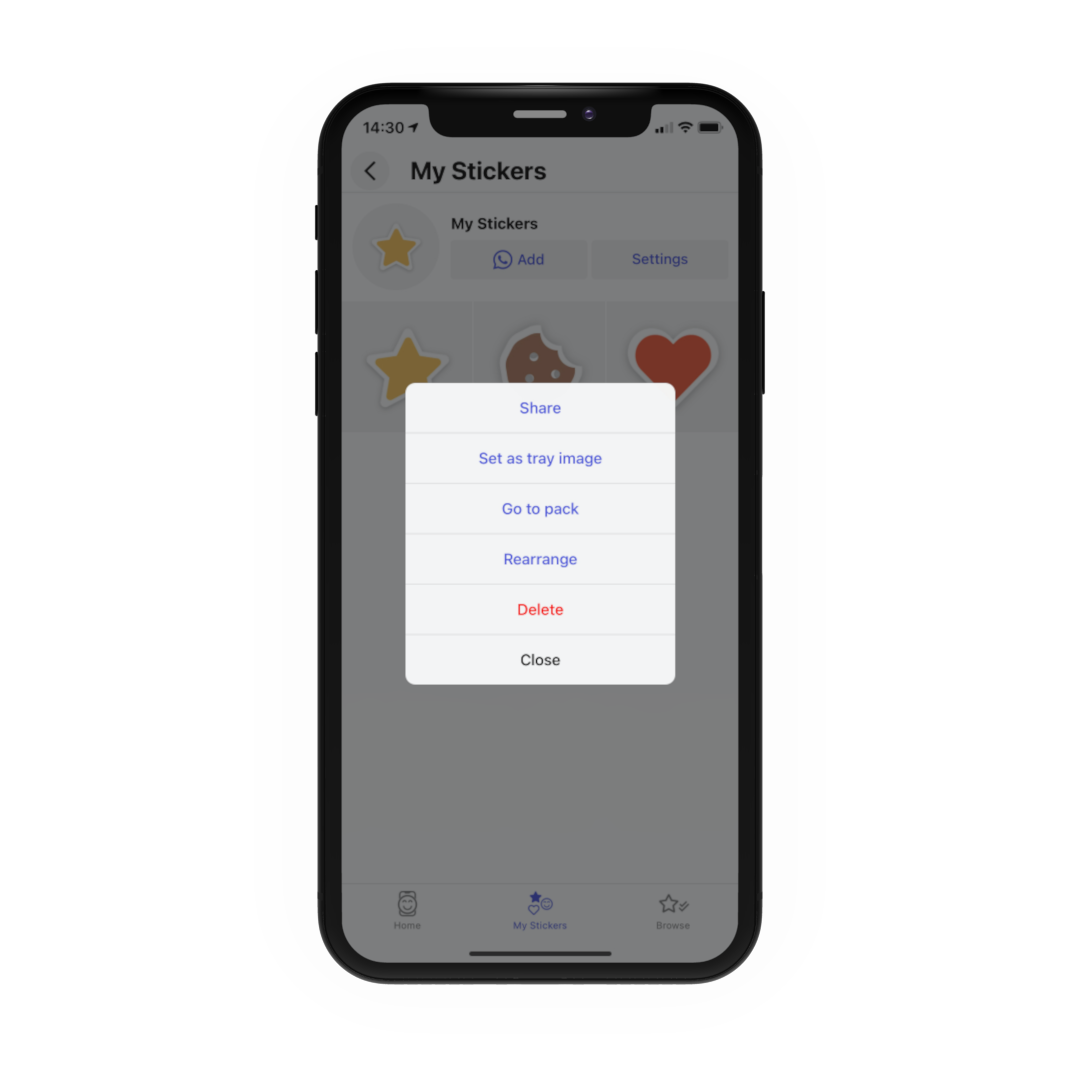 14:30
My Stickers
My Stickers
Add
Settings
Share
Set as tray image
Go to pack
Rearrange
Delete
Close
Home
My Stickers
Browse